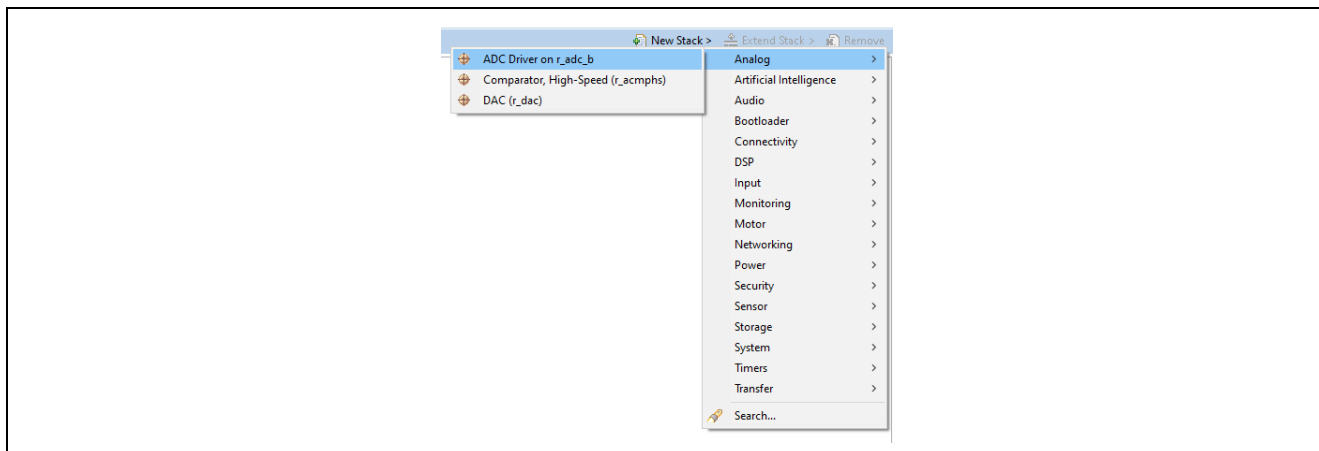 New Stack > Extend Stack > Remove
ADC Driver on r_adc_b
Comparator, High-Speed (r_acmphs)
DAC (r_dac)
Analog >
Artificial Intelligence >
Audio >
Bootloader >
Connectivity >
DSP >
Input >
Monitoring >
Motor >
Networking >
Power >
Security >
Sensor >
Storage >
System >
Timers >
Transfer >
Search...